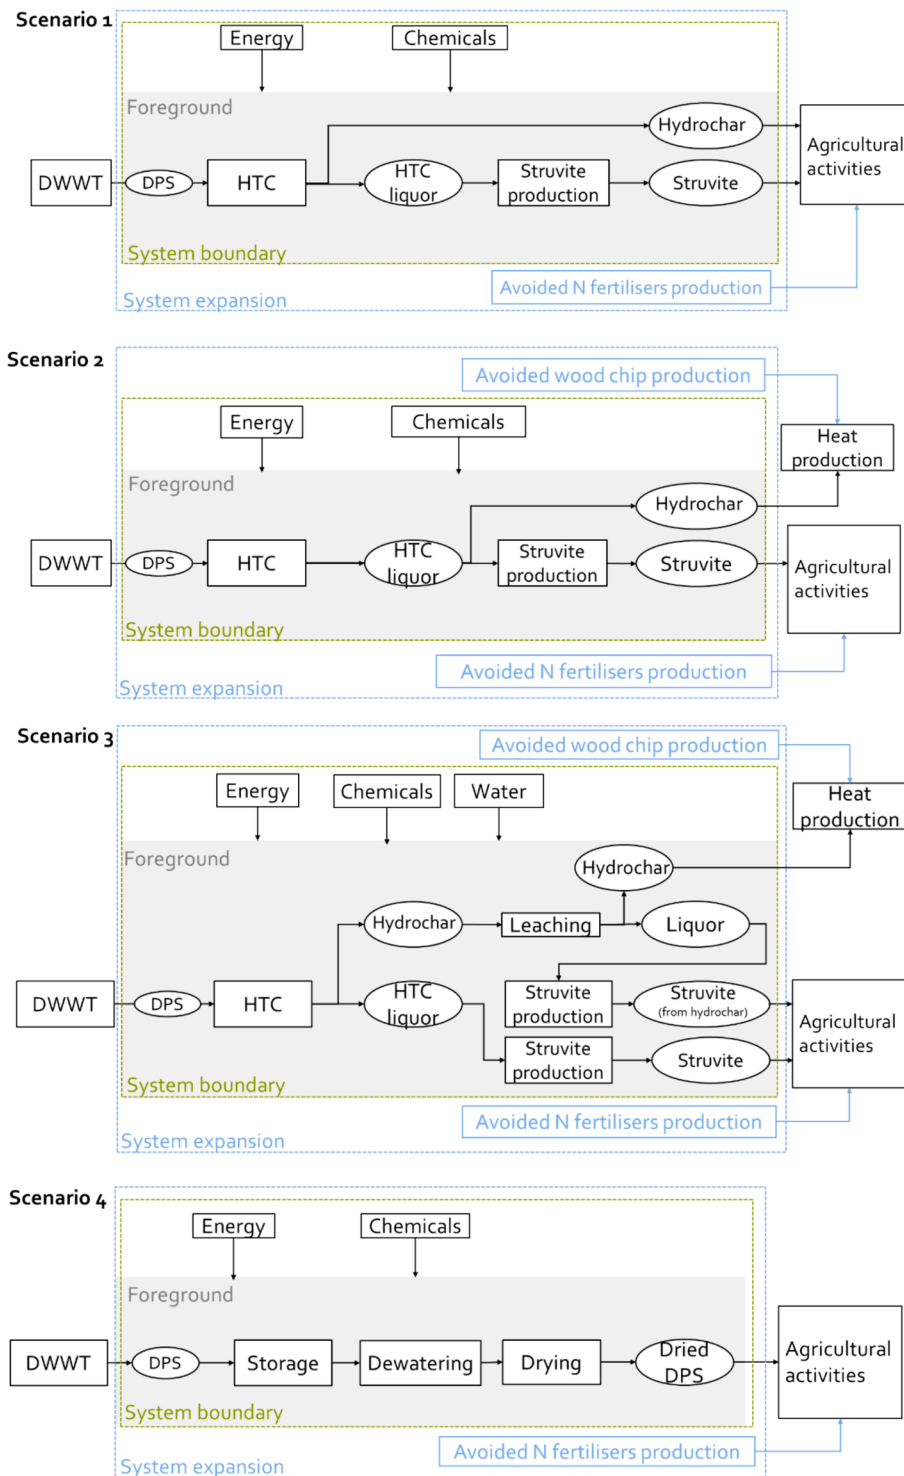 Scenario 1
Energy
Chemicals
Foreground
Hydrochar
Agricultural
activities
DWWT
DPS
HTC
HTC
liquor
Struvite
production
Struvite
System boundary
Avoided N fertilisers production
System expansion
Scenario 2
Avoided wood chip production
Energy
Chemicals
Heat
production
Foreground
Hydrochar
DWWT
DPS
HTC
HTC
liquor
Struvite
production
Struvite
Agricultural
activities
System boundary
Avoided N fertilisers production
System expansion
Scenario 3
Avoided wood chip production
Energy
Chemicals
Water
Heat
production
Foreground
Hydrochar
Hydrochar
Leaching
Liquor
DWWT
DPS
HTC
HTC
liquor
Struvite
production
Struvite
(from hydrochar)
Agricultural
activities
Struvite
production
Struvite
System boundary
Avoided N fertilisers production
System expansion
Scenario 4
Energy
Chemicals
Foreground
DWWT
DPS
Storage
Dewatering
Drying
Dried
DPS
Agricultural
activities
System boundary
Avoided N fertilisers production
System expansion